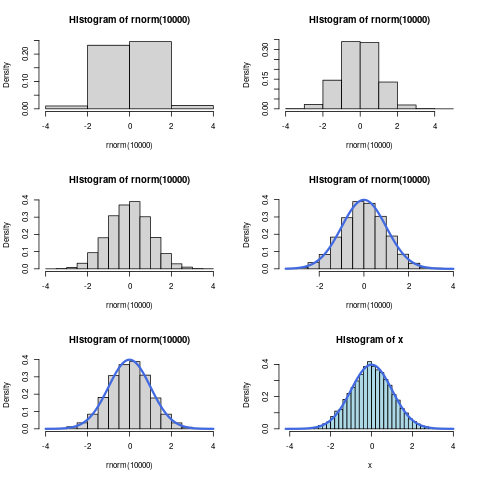 Histogram of rnorm(10000)
Density
0.00 0.10 0.20
-4 -2 0 2 4
rnorm(10000)
Histogram of rnorm(10000)
Density
0.00 0.15 0.30
-4 -2 0 2 4
rnorm(10000)
Histogram of rnorm(10000)
Density
0.0 0.1 0.2 0.3 0.4
-4 -2 0 2 4
rnorm(10000)
Histogram of rnorm(10000)
Density
0.0 0.1 0.2 0.3 0.4
-2 0 2 4
rnorm(10000)
Histogram of rnorm(10000)
Density
0.0 0.1 0.2 0.3 0.4
-4 -2 0 2 4
rnorm(10000)
Histogram of x
Density
0.0 0.2 0.4
-4 -2 0 2 4
x